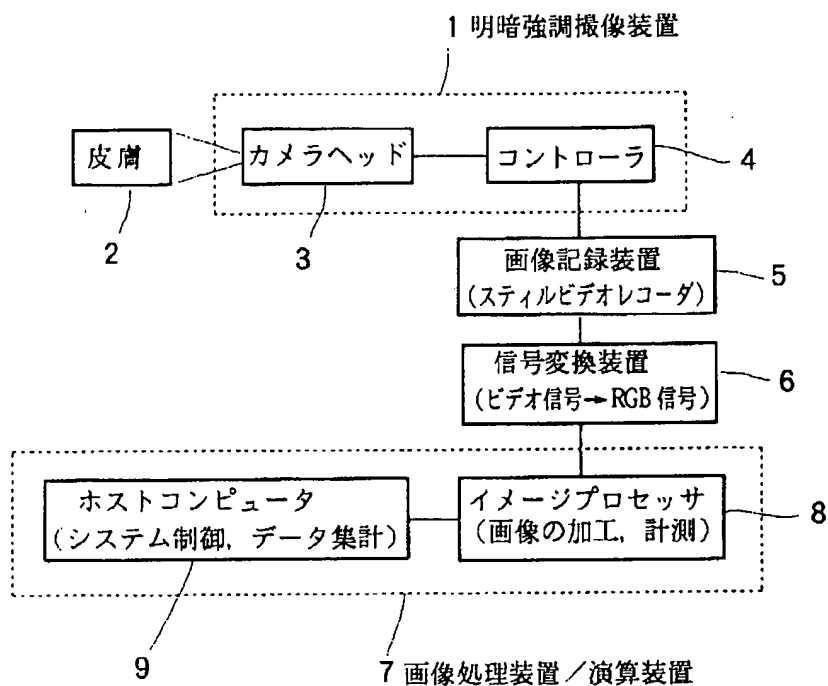 1 明暗強調撮像装置
皮膚
カメラヘッド
コントローラ
4
2
3
画像記録装置
(スティルビデオレコーダ)
5
信号変換装置
(ビデオ信号→RGB信号)
6
ホストコンピュータ
(システム制御, データ集計)
イメージプロセッサ
(画像の加工, 計測)
8
9
7 画像処理装置/演算装置